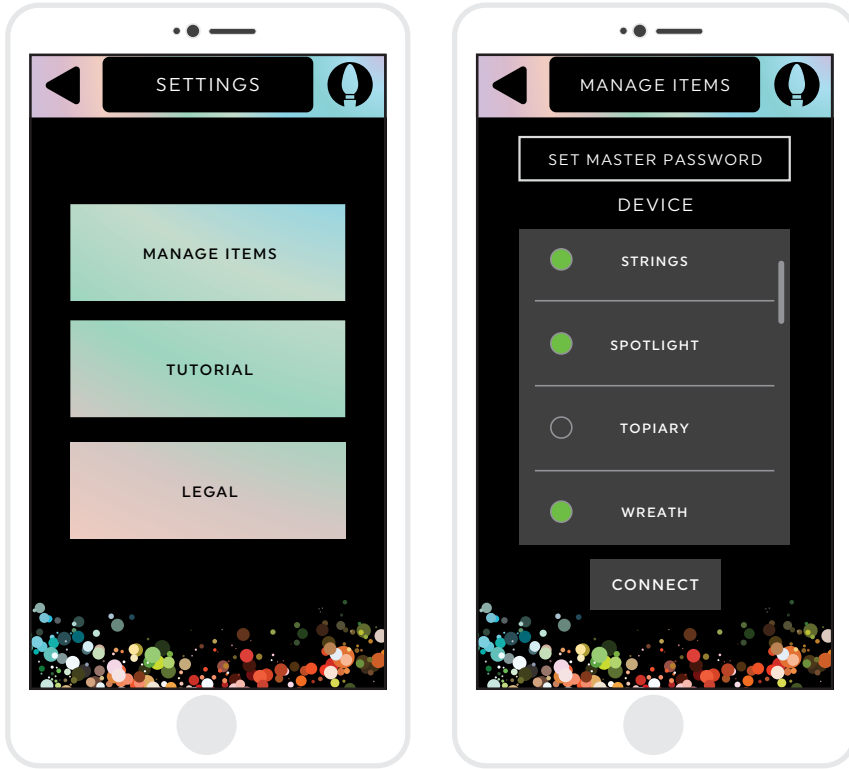 SETTINGS
MANAGE ITEMS
TUTORIAL
LEGAL
MANAGE ITEMS
SET MASTER PASSWORD
DEVICE
STRINGS
SPOTLIGHT
TOPIARY
WREATH
CONNECT